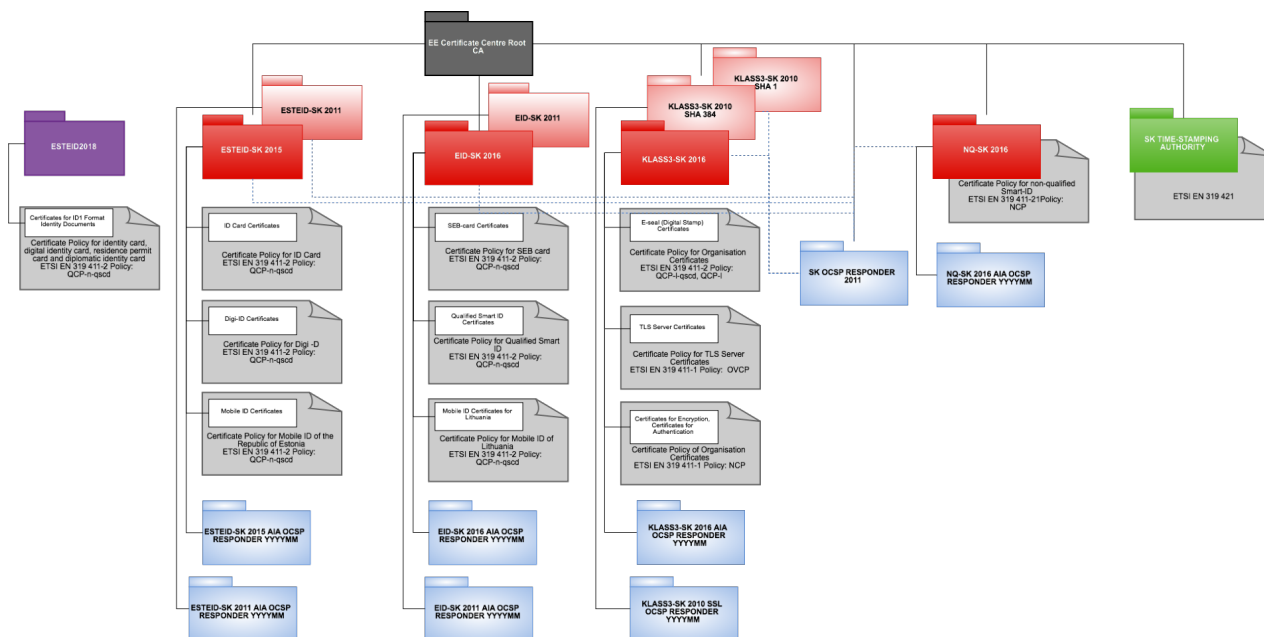 EE Certificate Centre Root
CA
ESTEID2018
Certificates for ID1 Format
Identity Documents
Certificate Policy for identity card,
digital identity card, residence permit
card and diplomatic identity card
ETSI EN 319 411-2 Policy:
QCP-n-qscd
ESTEID-SK 2011
ESTEID-SK 2015
ID Card Certificates
Certificate Policy for ID Card
ETSI EN 319 411-2 Policy:
QCP-n-qscd
Digi-ID Certificates
Certificate Policy for Digi -D
ETSI EN 319 411-2 Policy:
QCP-n-qscd
Mobile ID Certificates
Certificate Policy for Mobile ID of the
Republic of Estonia
ETSI EN 319 411-2 Policy:
QCP-n-qscd
ESTEID-SK 2015 AIA OCSP
RESPONDER YYYYMM
ESTEID-SK 2011 AIA OCSP
RESPONDER YYYYMM
EID-SK 2011
EID-SK 2016
SEB-card Certificates
Certificate Policy for SEB card
ETSI EN 319 411-2 Policy:
QCP-n-qscd
Qualified Smart ID
Certificates
Certificate Policy for Qualified Smart
ID
ETSI EN 319 411-2 Policy:
QCP-n-qscd
Mobile ID Certificates for
Lithuania
Certificate Policy for Mobile ID of
Lithuania
ETSI EN 319 411-2 Policy:
QCP-n-qscd
EID-SK 2016 AIA OCSP
RESPONDER YYYYMM
EID-SK 2011 AIA OCSP
RESPONDER YYYYMM
KLASS3-SK 2010
SHA 1
KLASS3-SK 2010
SHA 384
KLASS3-SK 2016
E-seal (Digital Stamp)
Certificates
Certificate Policy for Organisation
Certificates
ETSI EN 319 411-2 Policy:
QCP-l-qscd, QCP-l
TLS Server Certificates
Certificate Policy for TLS Server
Certificates
ETSI EN 319 411-1 Policy: OVCP
Certificates for Encryption,
Certificates for
Authentication
Certificate Policy of Organisation
Certificates
ETSI EN 319 411-1 Policy: NCP
KLASS3-SK 2016 AIA
OCSP RESPONDER
YYYYMM
KLASS3-SK 2010 SSL
OCSP RESPONDER
YYYYMM
SK OCSP RESPONDER
2011
NQ-SK 2016
Certificate Policy for non-qualified
Smart-ID
ETSI EN 319 411-21Policy:
NCP
NQ-SK 2016 AIA OCSP
RESPONDER YYYYMM
SK TIME-STAMPING
AUTHORITY
ETSI EN 319 421